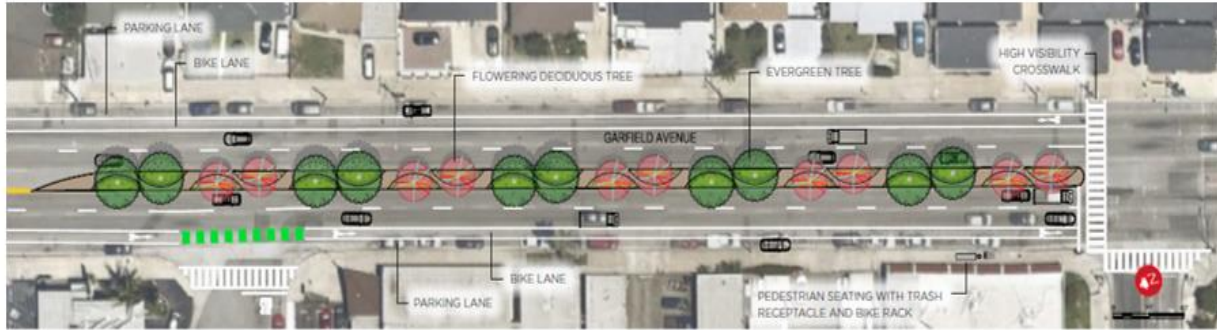 PARKING LANE
BIKE LANE
FLOWERING DECIDUOUS TREE
EVERGREEN TREE
HIGH VISIBILITY
CROSSWALK
GARFIELD AVENUE
BIKE LANE
PARKING LANE
PEDESTRIAN SEATING WITH TRASH
RECEPTACLE AND BIKE RACK